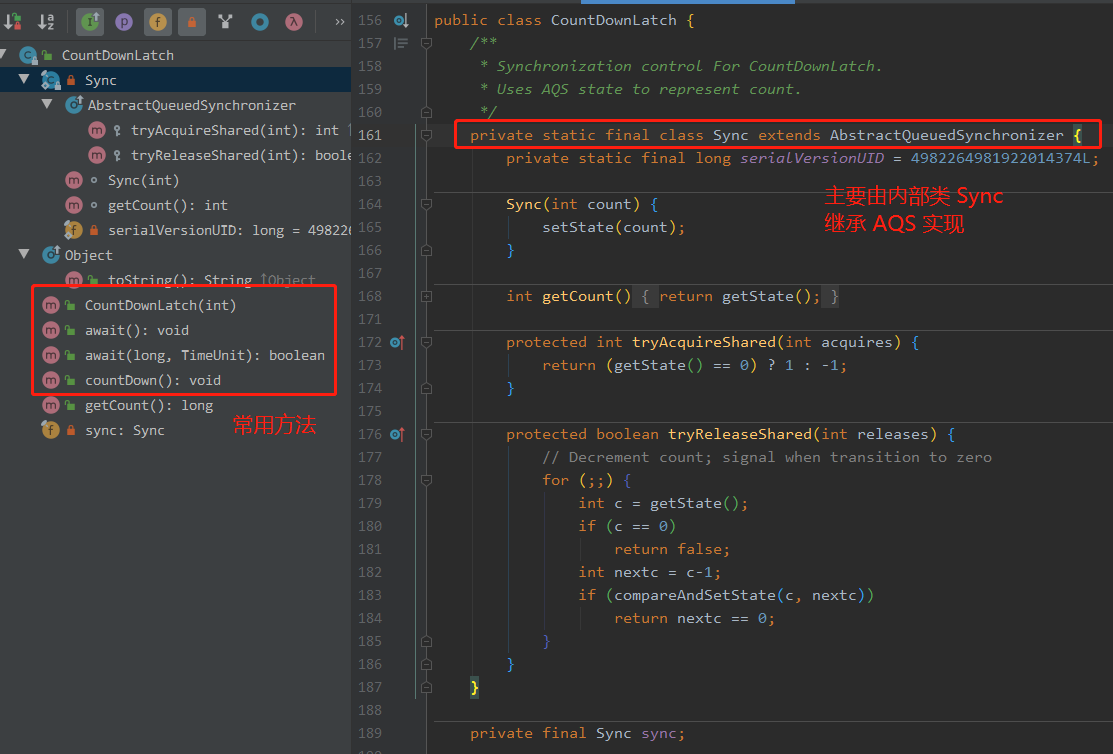 CountDownLatch
Sync
AbstractQueuedSynchronizer
tryAcquireShared(int): int
tryReleaseShared(int): boole
Sync(int)
getCount(): int
serialVersionUID: long = 49822
Object
toString(): String ↑Object
CountDownLatch(int)
await(): void
await(long, TimeUnit): boolean
countDown(): void
getCount(): long
sync: Sync
常用方法
156 public class CountDownLatch {
157 /**
158 * Synchronization control For CountDownLatch.
159 * Uses AQS state to represent count.
160 */
161 private static final class Sync extends AbstractQueuedSynchronizer {
162 private static final long serialVersionUID = 4982264981922014374L;
163
主要由内部类 Sync
继承 AQS 实现
164 Sync(int count) {
165 setState(count);
166 }
167
168 int getCount() { return getState(); }
171
172 protected int tryAcquireShared(int acquires) {
173 return (getState() == 0) ? 1 : -1;
174 }
175
176 protected boolean tryReleaseShared(int releases) {
177 // Decrement count; signal when transition to zero
178 for (;;) {
179 int c = getState();
180 if (c == 0)
181 return false;
182 int nextc = c-1;
183 if (compareAndSetState(c, nextc))
184 return nextc == 0;
185 }
186 }
187 }
188
189 private final Sync sync;